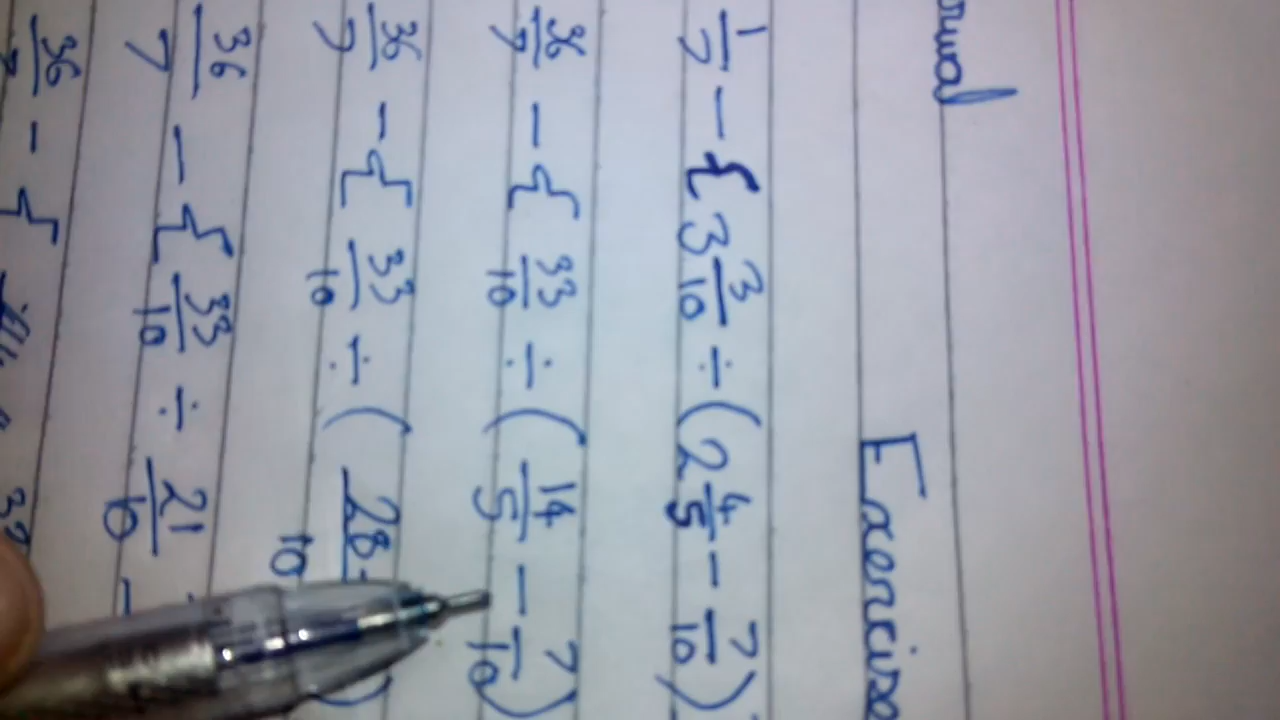 Exercise
1/7 - { 3 3/10 ÷ ( 2 4/5 - 7/10 )
36/7 - { 33/10 ÷ ( 14/5 - 7/10 )
36/7 - { 33/10 ÷ ( 28 - / 10 )
36/7 - { 33/10 ÷ 21/10 -
36/7 - {